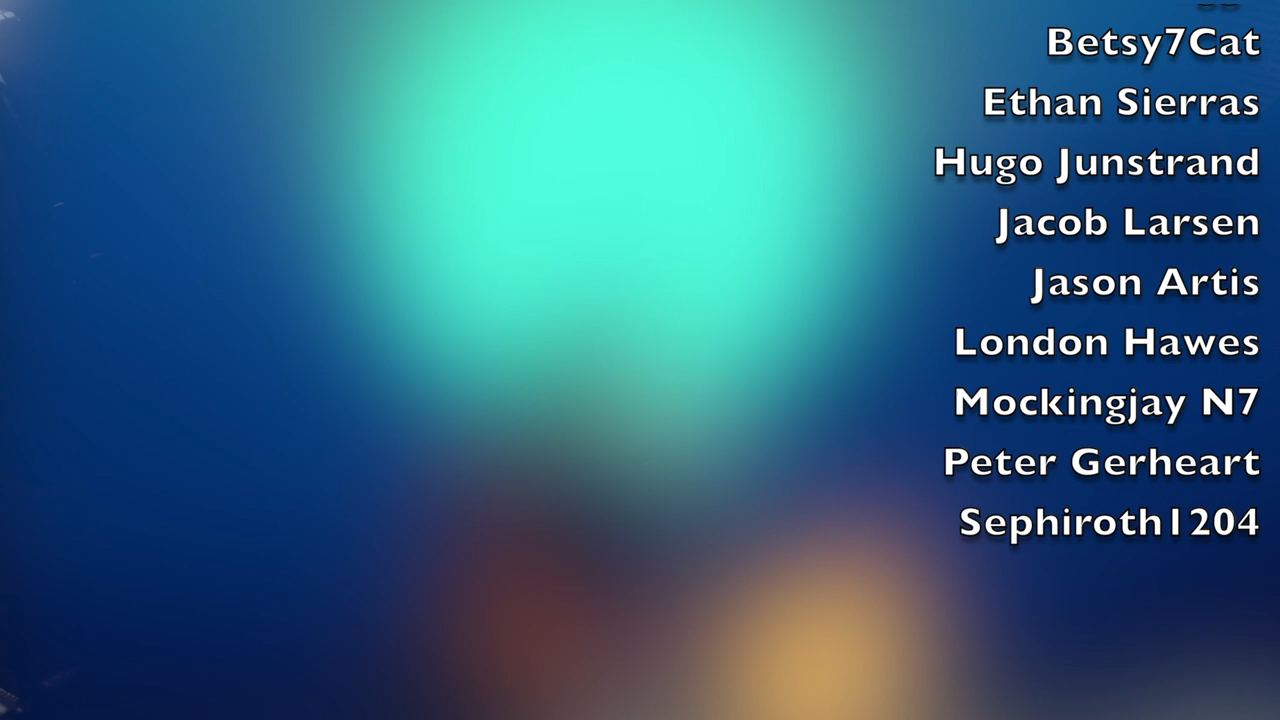 Betsy7Cat
Ethan Sierras
Hugo Junstrand
Jacob Larsen
Jason Artis
London Hawes
Mockingjay N7
Peter Gerheart
Sephiroth1204